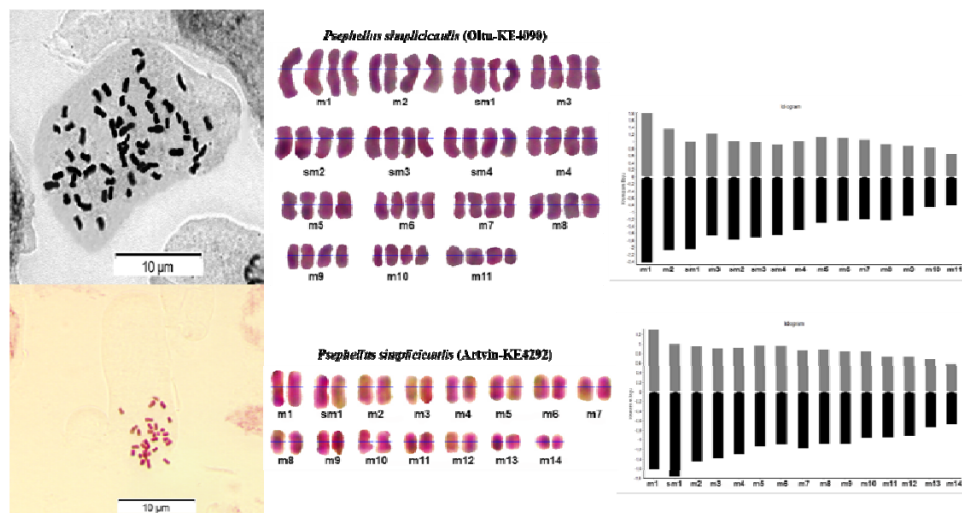 Psephellus simplicicaulis (Oltu-KE4090)
m1 m2 sm1 m3
sm2 sm3 sm4 m4
m5 m6 m7 m8
m9 m10 m11
10 µm
Idiogram
m1 m2 sm1 m3 sm2 sm3 sm4 m4 m5 m6 m7 m8 m9 m10 m11
Psephellus simplicicaulis (Artvin-KE4292)
m1 sm1 m2 m3 m4 m5 m6 m7
m8 m9 m10 m11 m12 m13 m14
10 µm
Idiogram
m1 sm1 m2 m3 m4 m5 m6 m7 m8 m9 m10 m11 m12 m13 m14